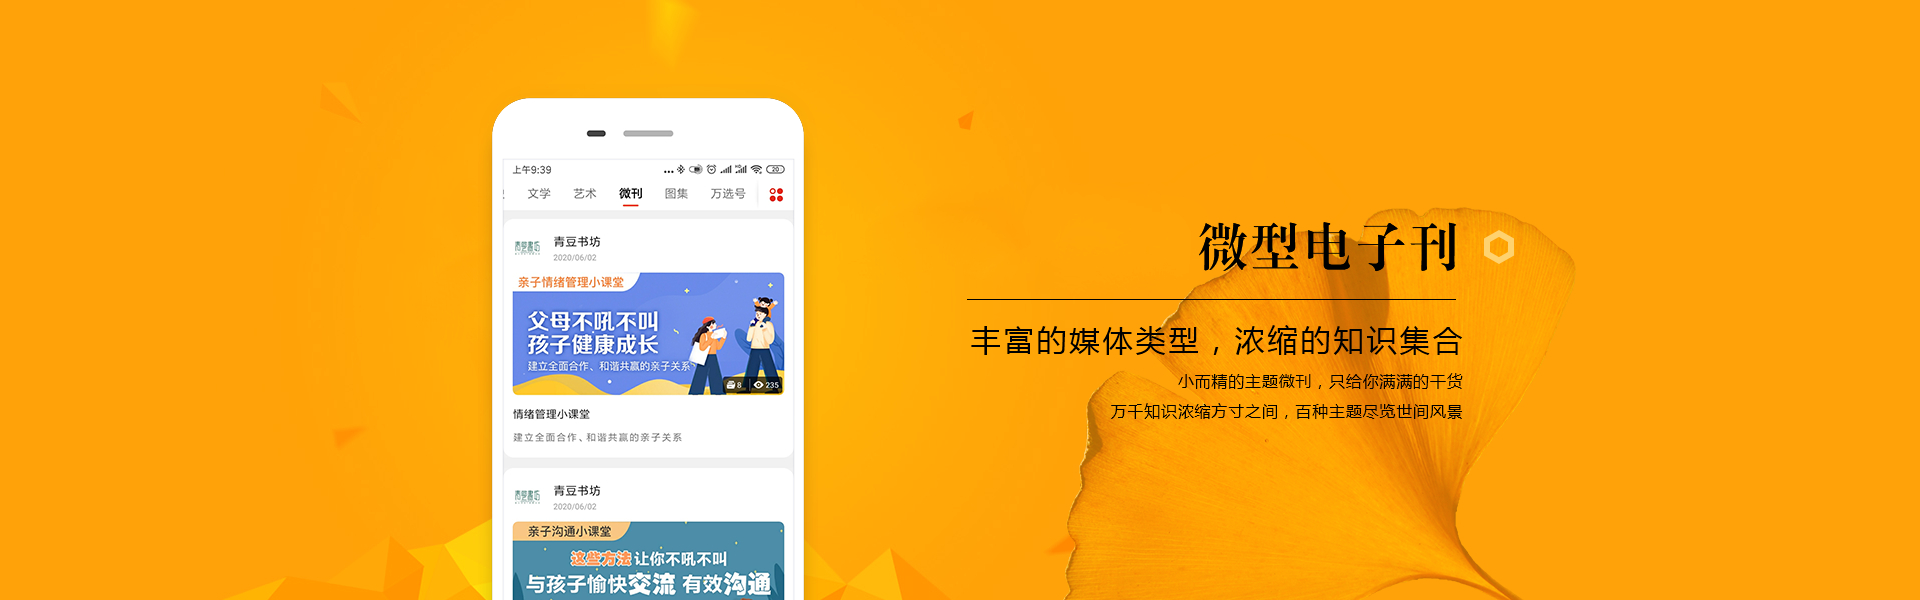 上午9:39
20
文学 艺术 微刊 图集 万选号
青豆书坊
2020/06/02
亲子情绪管理小课堂
父母不吼不叫
孩子健康成长
建立全面合作、和谐共赢的亲子关系
8 235
情绪管理小课堂
建立全面合作、和谐共赢的亲子关系
青豆书坊
2020/06/02
亲子沟通小课堂
这些方法让你不吼不叫
与孩子愉快交流 有效沟通
微型电子刊
丰富的媒体类型，浓缩的知识集合
小而精的主题微刊，只给你满满的干货
万千知识浓缩方寸之间，百种主题尽览世间风景